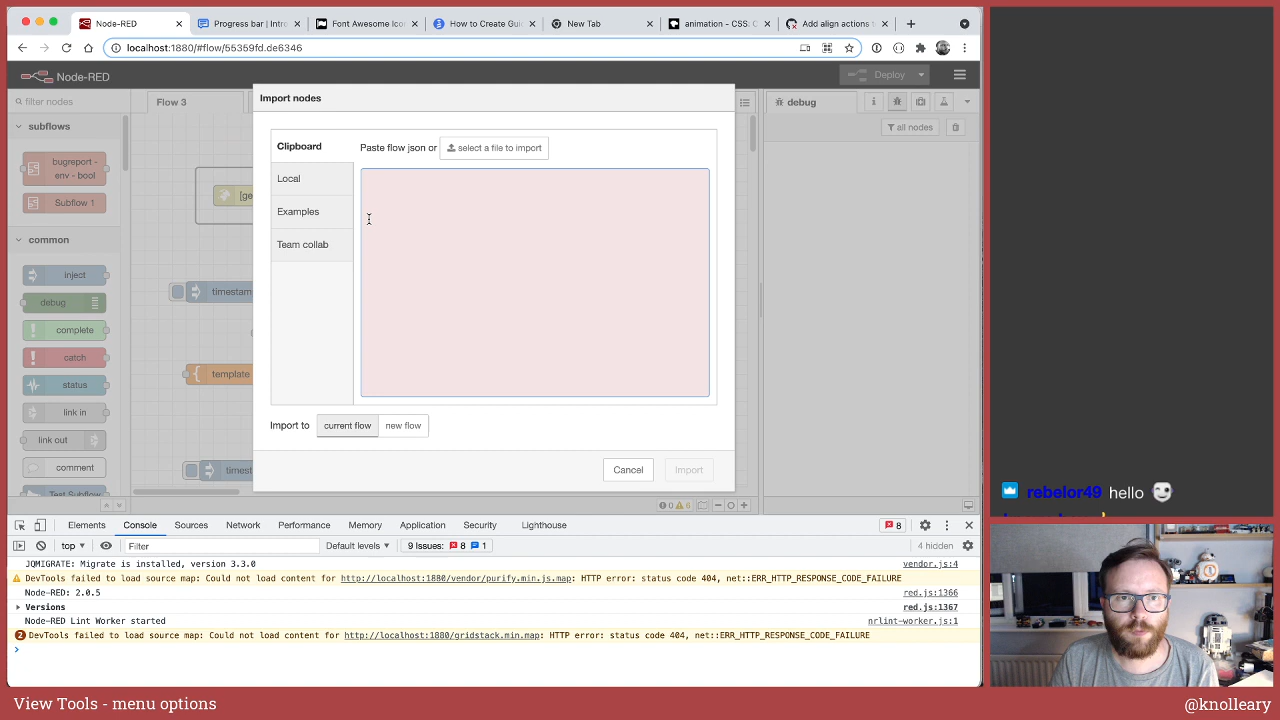 Node-RED
Progress bar | Intro
Font Awesome Ico
How to Create Gui
New Tab
animation - CSS. C
Add align actions to
localhost:1880/#flow/55359fd.de6346
Node-RED
Deploy
filter nodes
Flow 3
Import nodes
debug
all nodes
subflows
bugreport -
env - bool
Subflow 1
[ge
common
inject
debug
complete
catch
status
link in
link out
comment
Test Subflow
timestam
template
timest
Clipboard
Local
Examples
Team collab
Paste flow json or
select a file to import
Import to
current flow
new flow
Cancel
Import
0
6
Elements
Console
Sources
Network
Performance
Memory
Application
Security
Lighthouse
8
top
Filter
Default levels
9 Issues: 8 1
4 hidden
JQMIGRATE: Migrate is installed, version 3.3.0
vendor.js:4
DevTools failed to load source map: Could not load content for http://localhost:1880/vendor/purify.min.js.map: HTTP error: status code 404, net::ERR_HTTP_RESPONSE_CODE_FAILURE
Node-RED: 2.0.5
red.js:1366
Versions
red.js:1367
Node-RED Lint Worker started
nrlint-worker.js:1
2 DevTools failed to load source map: Could not load content for http://localhost:1880/gridstack.min.map: HTTP error: status code 404, net::ERR_HTTP_RESPONSE_CODE_FAILURE
rebelor49 hello
View Tools - menu options
@knolleary